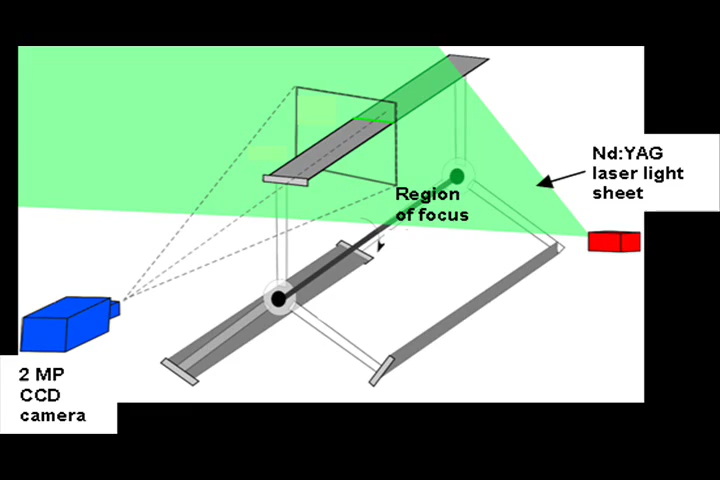 Nd:YAG
laser light
sheet
Region
of focus
2 MP
CCD
camera